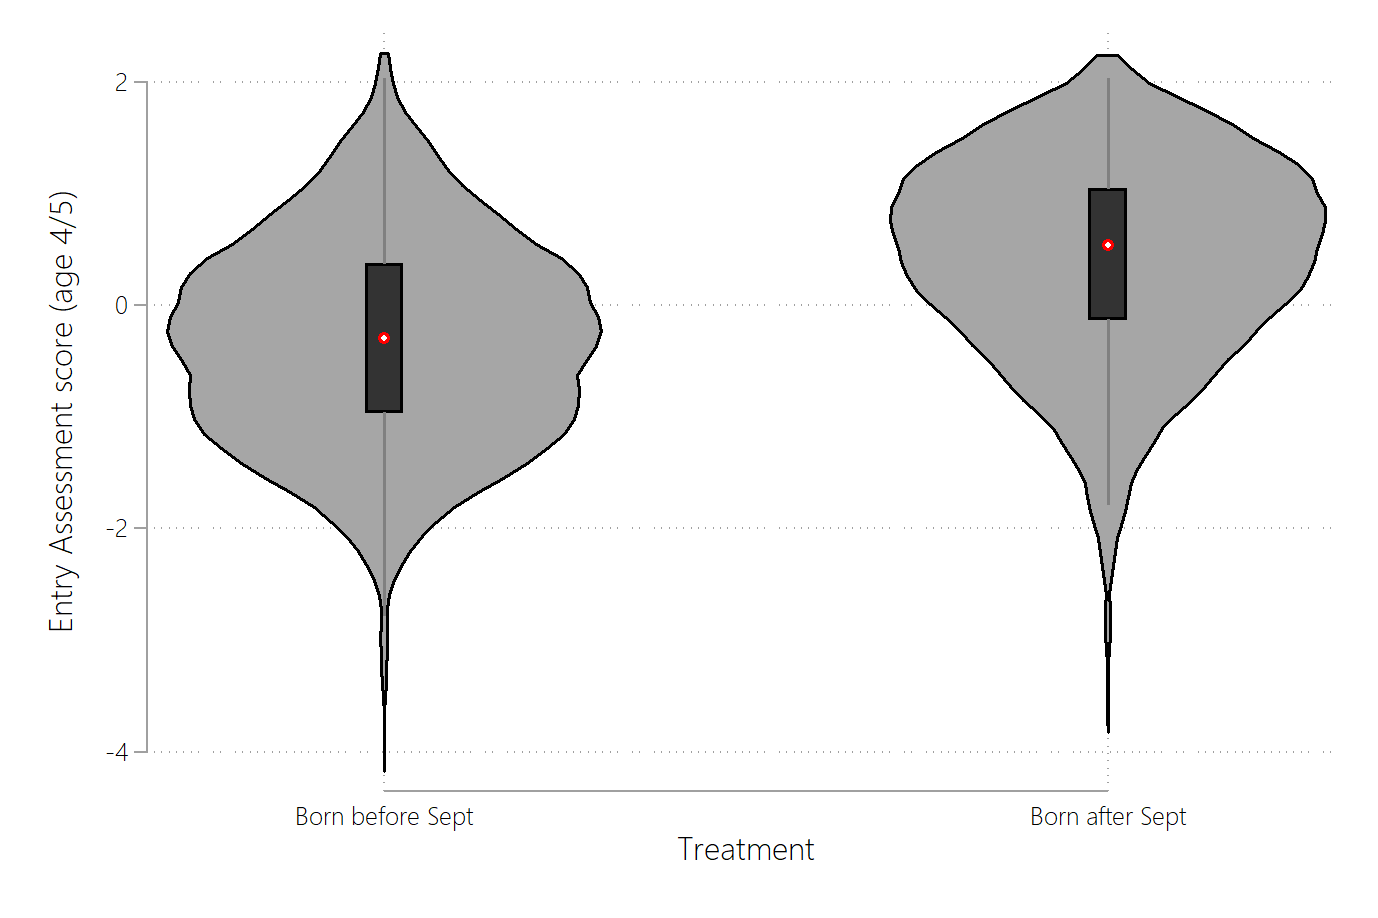 Entry Assessment score (age 4/5)
2
0
-2
-4
Born before Sept
Born after Sept
Treatment